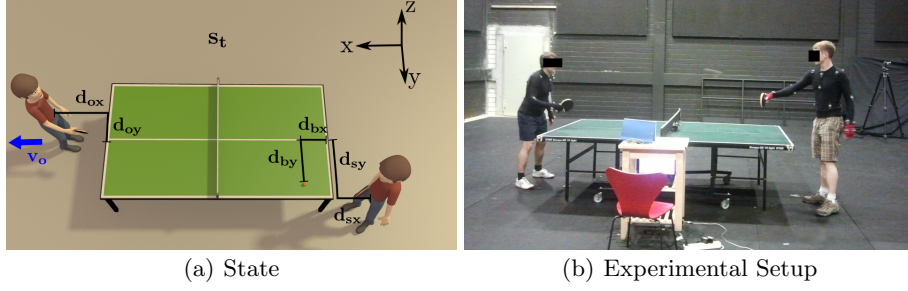 s_t
z
x
y
d_ox
d_oy
v_o
d_bx
d_by
d_sy
d_sx
(a) State
(b) Experimental Setup